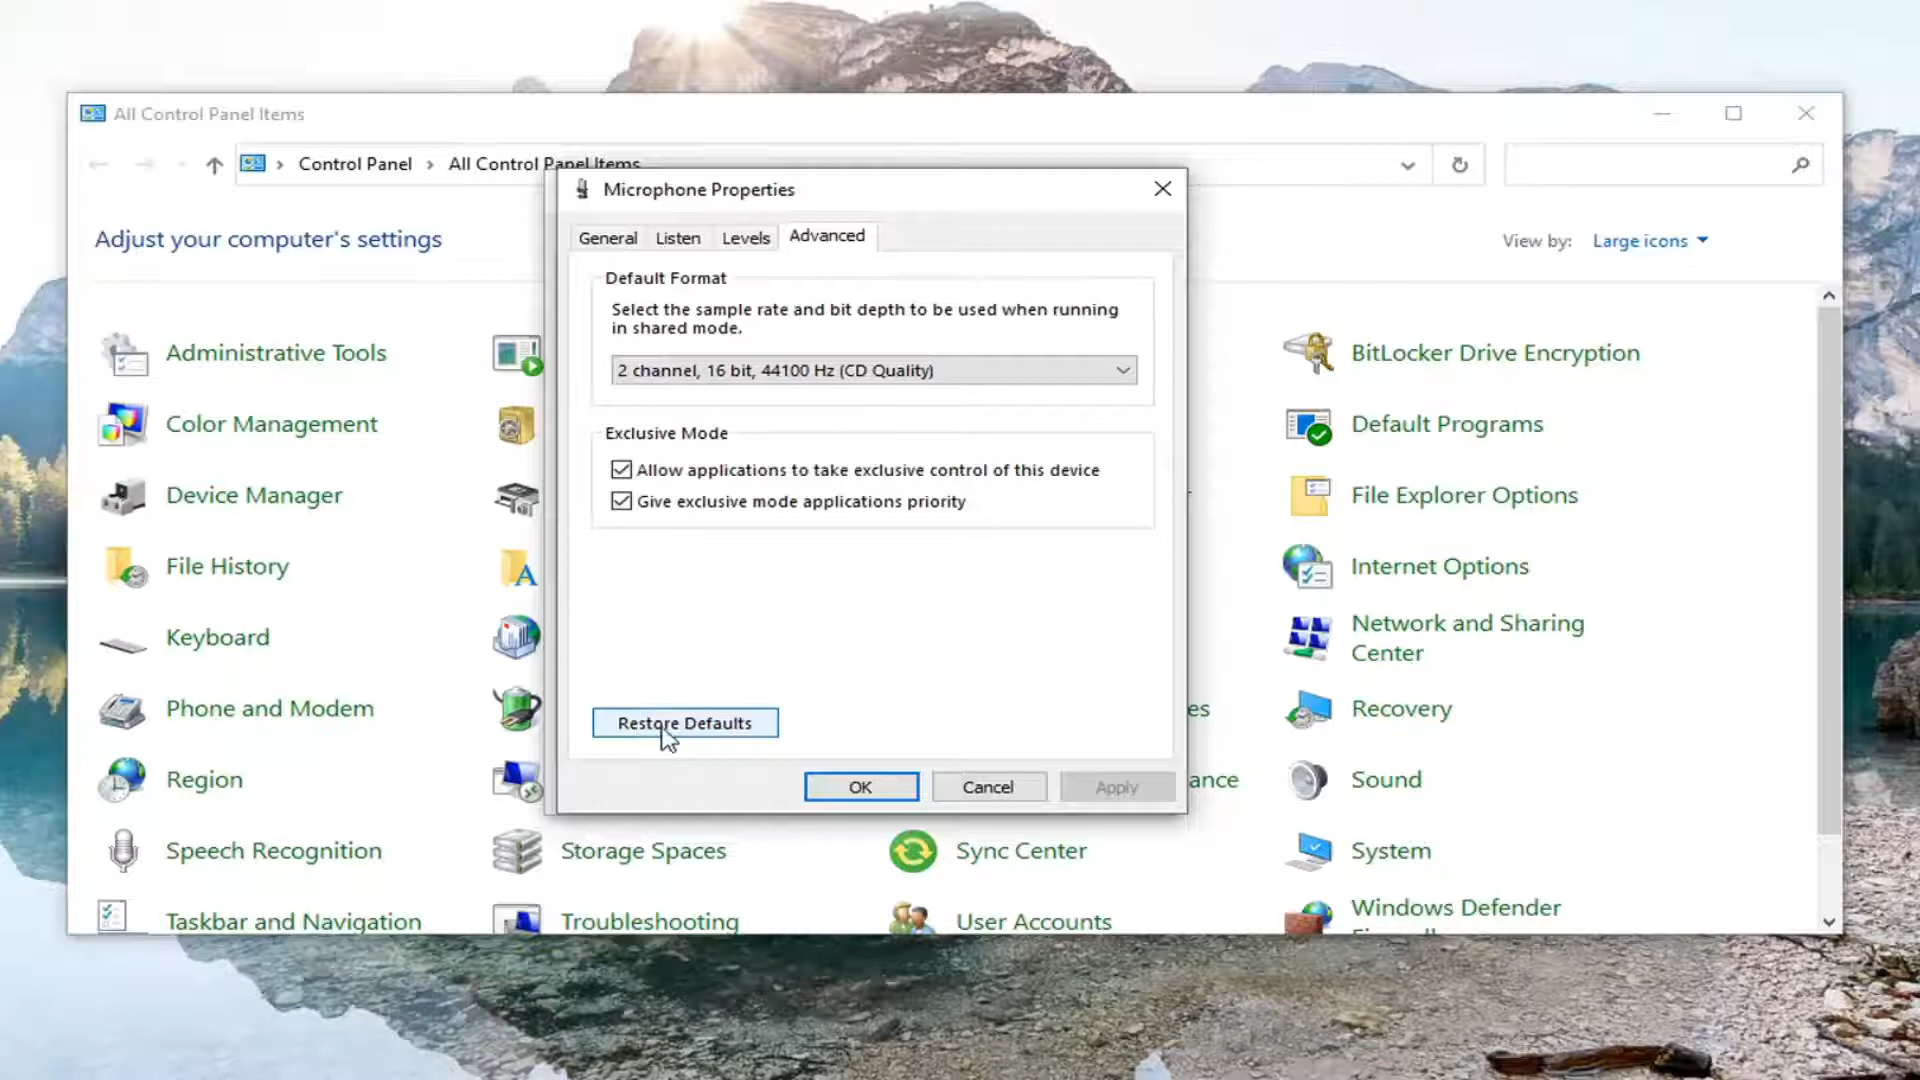 All Control Panel Items
Control Panel
All Control Panel Items
Adjust your computer's settings
View by: Large icons
Microphone Properties
General Listen Levels Advanced
Default Format
Select the sample rate and bit depth to be used when running
in shared mode.
2 channel, 16 bit, 44100 Hz (CD Quality)
Exclusive Mode
Allow applications to take exclusive control of this device
Give exclusive mode applications priority
Restore Defaults
OK Cancel Apply
Administrative Tools
BitLocker Drive Encryption
Color Management
Default Programs
Device Manager
File Explorer Options
File History
Internet Options
Keyboard
Network and Sharing
Center
Phone and Modem
es
Recovery
Region
ance
Sound
Speech Recognition
Storage Spaces
Sync Center
System
Taskbar and Navigation
Troubleshooting
User Accounts
Windows Defender